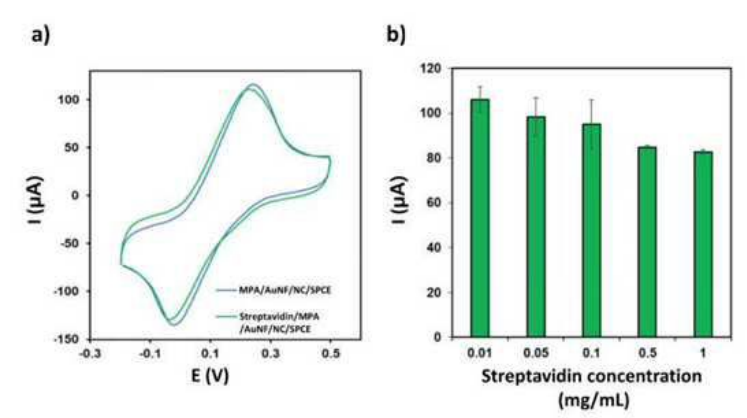 a)
I (µA)
100
50
0
-50
-100
-150
-0.3
-0.1
0.1
0.3
0.5
E (V)
MPA/AuNF/NC/SPCE
Streptavidin/MPA
/AuNF/NC/SPCE
b)
I (µA)
120
100
80
60
40
20
0
0.01
0.05
0.1
0.5
1
Streptavidin concentration
(mg/mL)